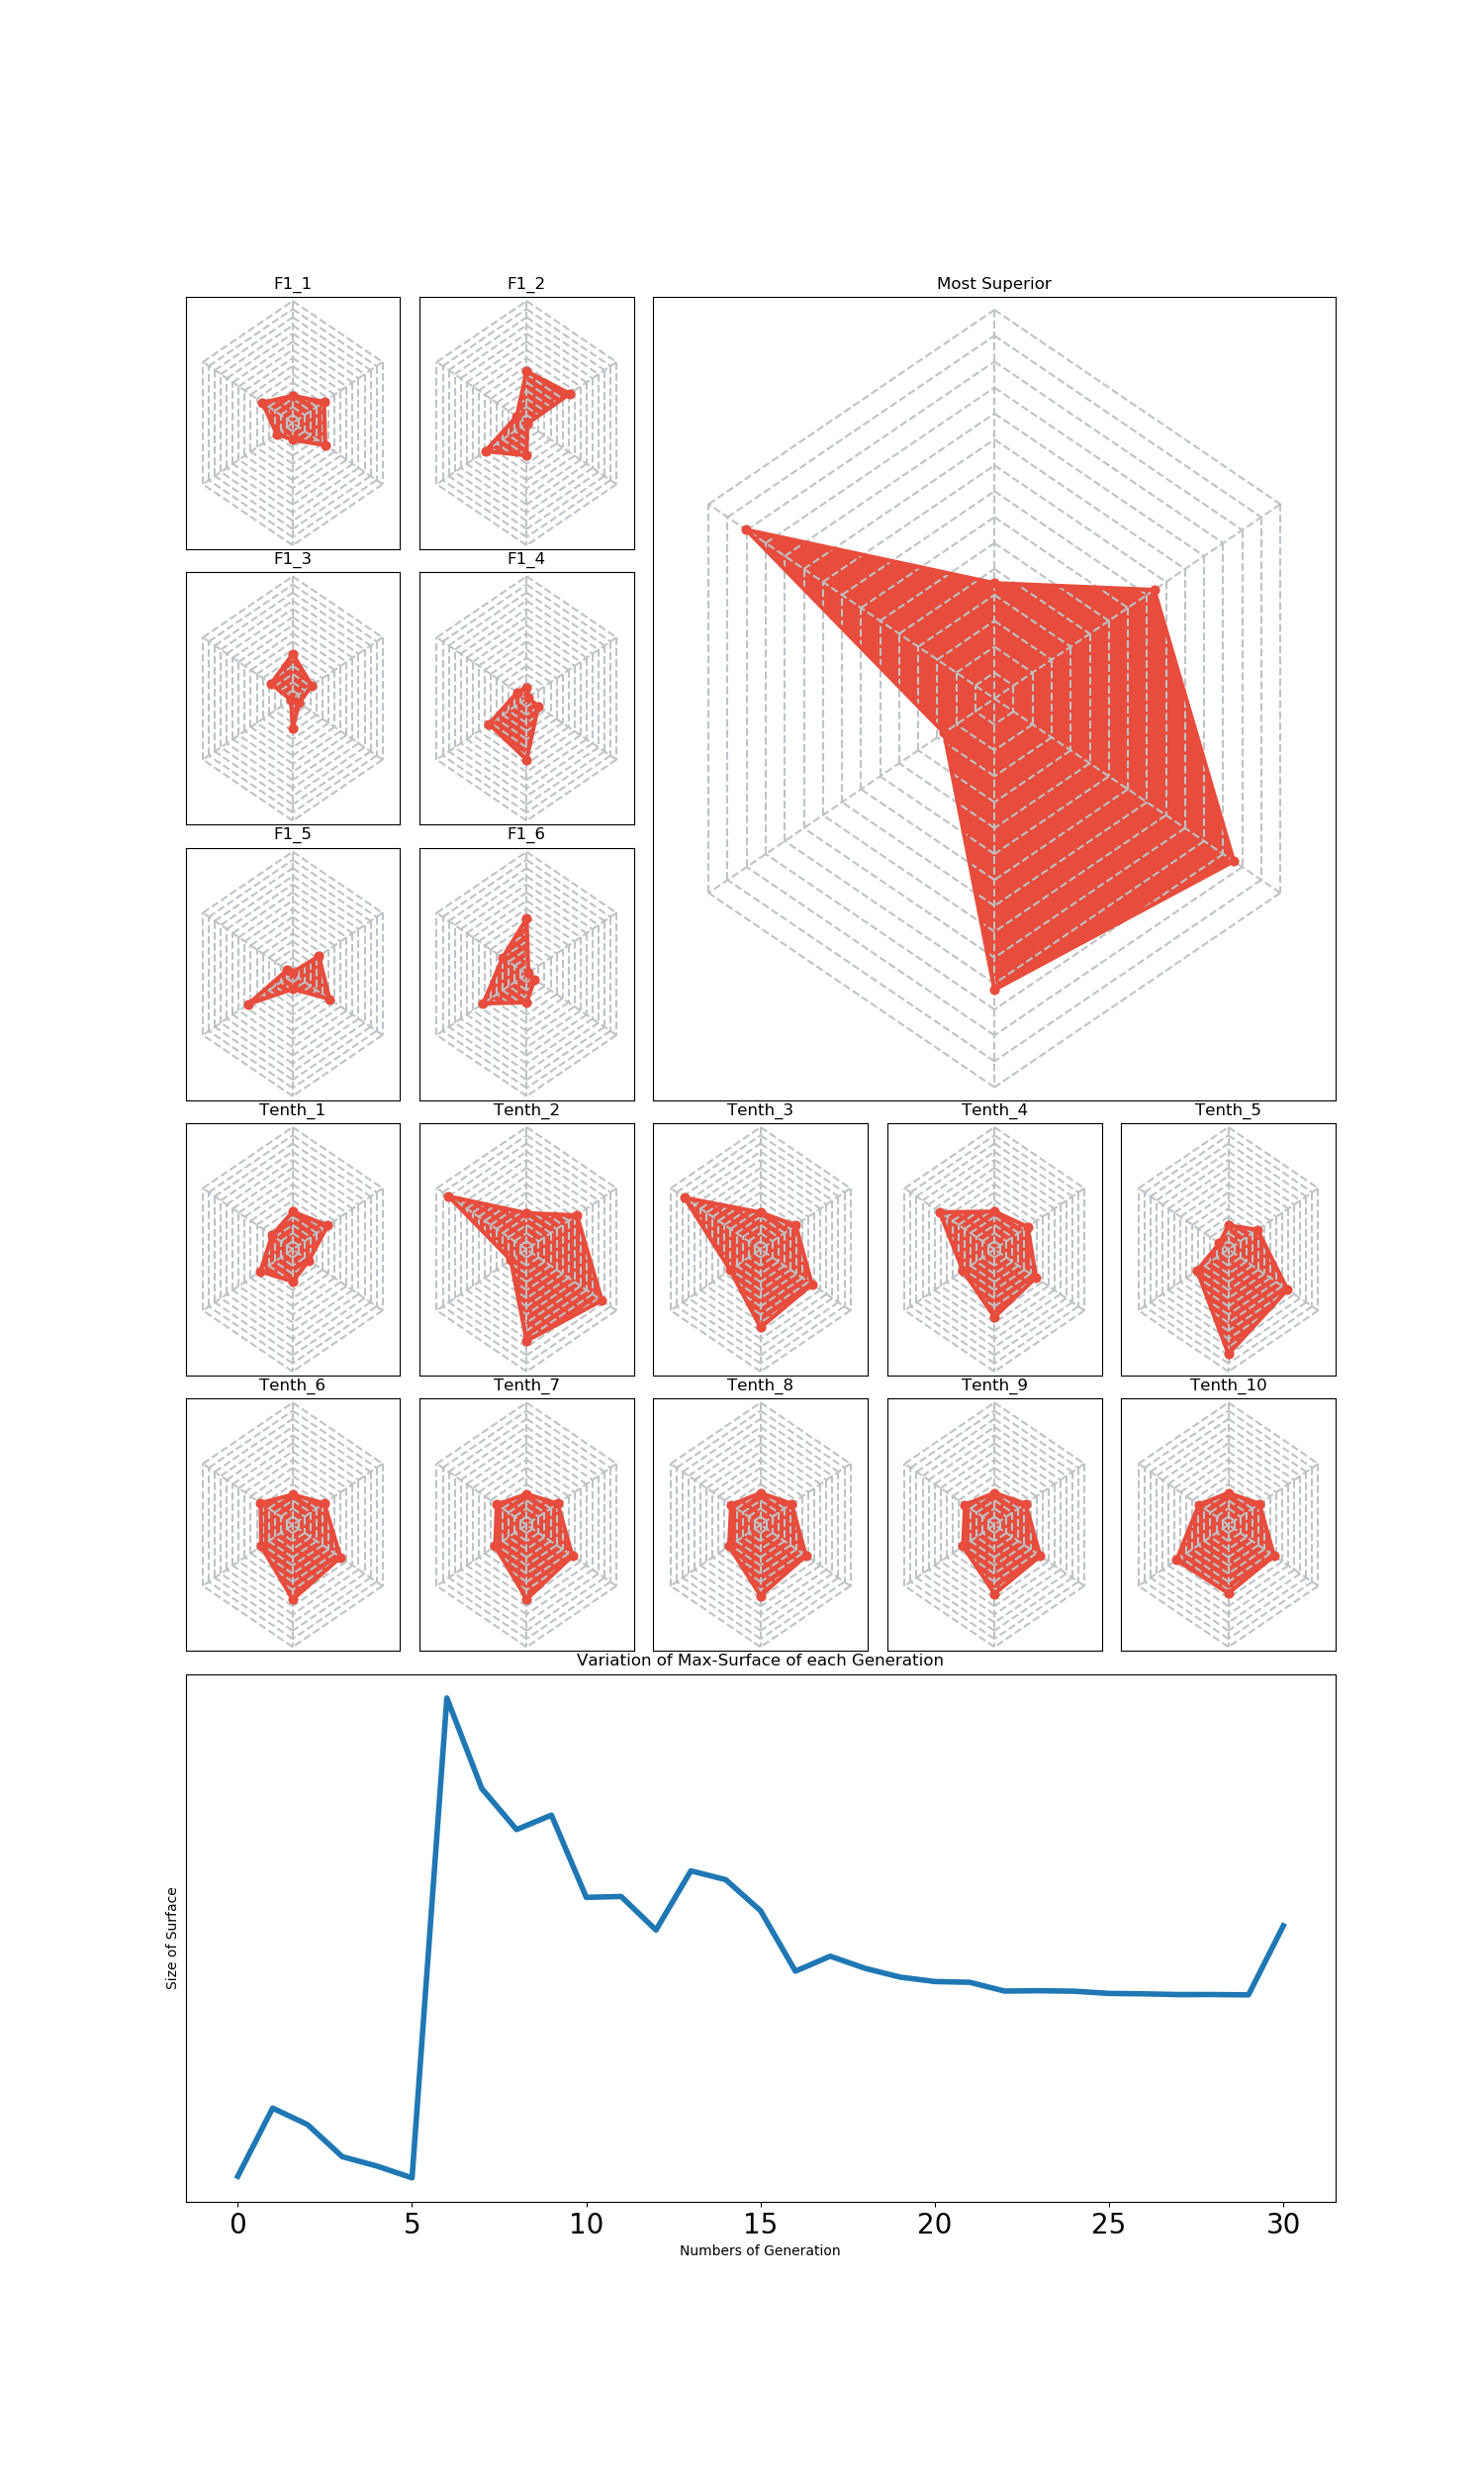 F1_1
F1_2
Most Superior
F1_3
F1_4
F1_5
F1_6
Tenth_1
Tenth_2
Tenth_3
Tenth_4
Tenth_5
Tenth_6
Tenth_7
Tenth_8
Tenth_9
Tenth_10
Variation of Max-Surface of each Generation
Size of Surface
0 5 10 15 20 25 30
Numbers of Generation